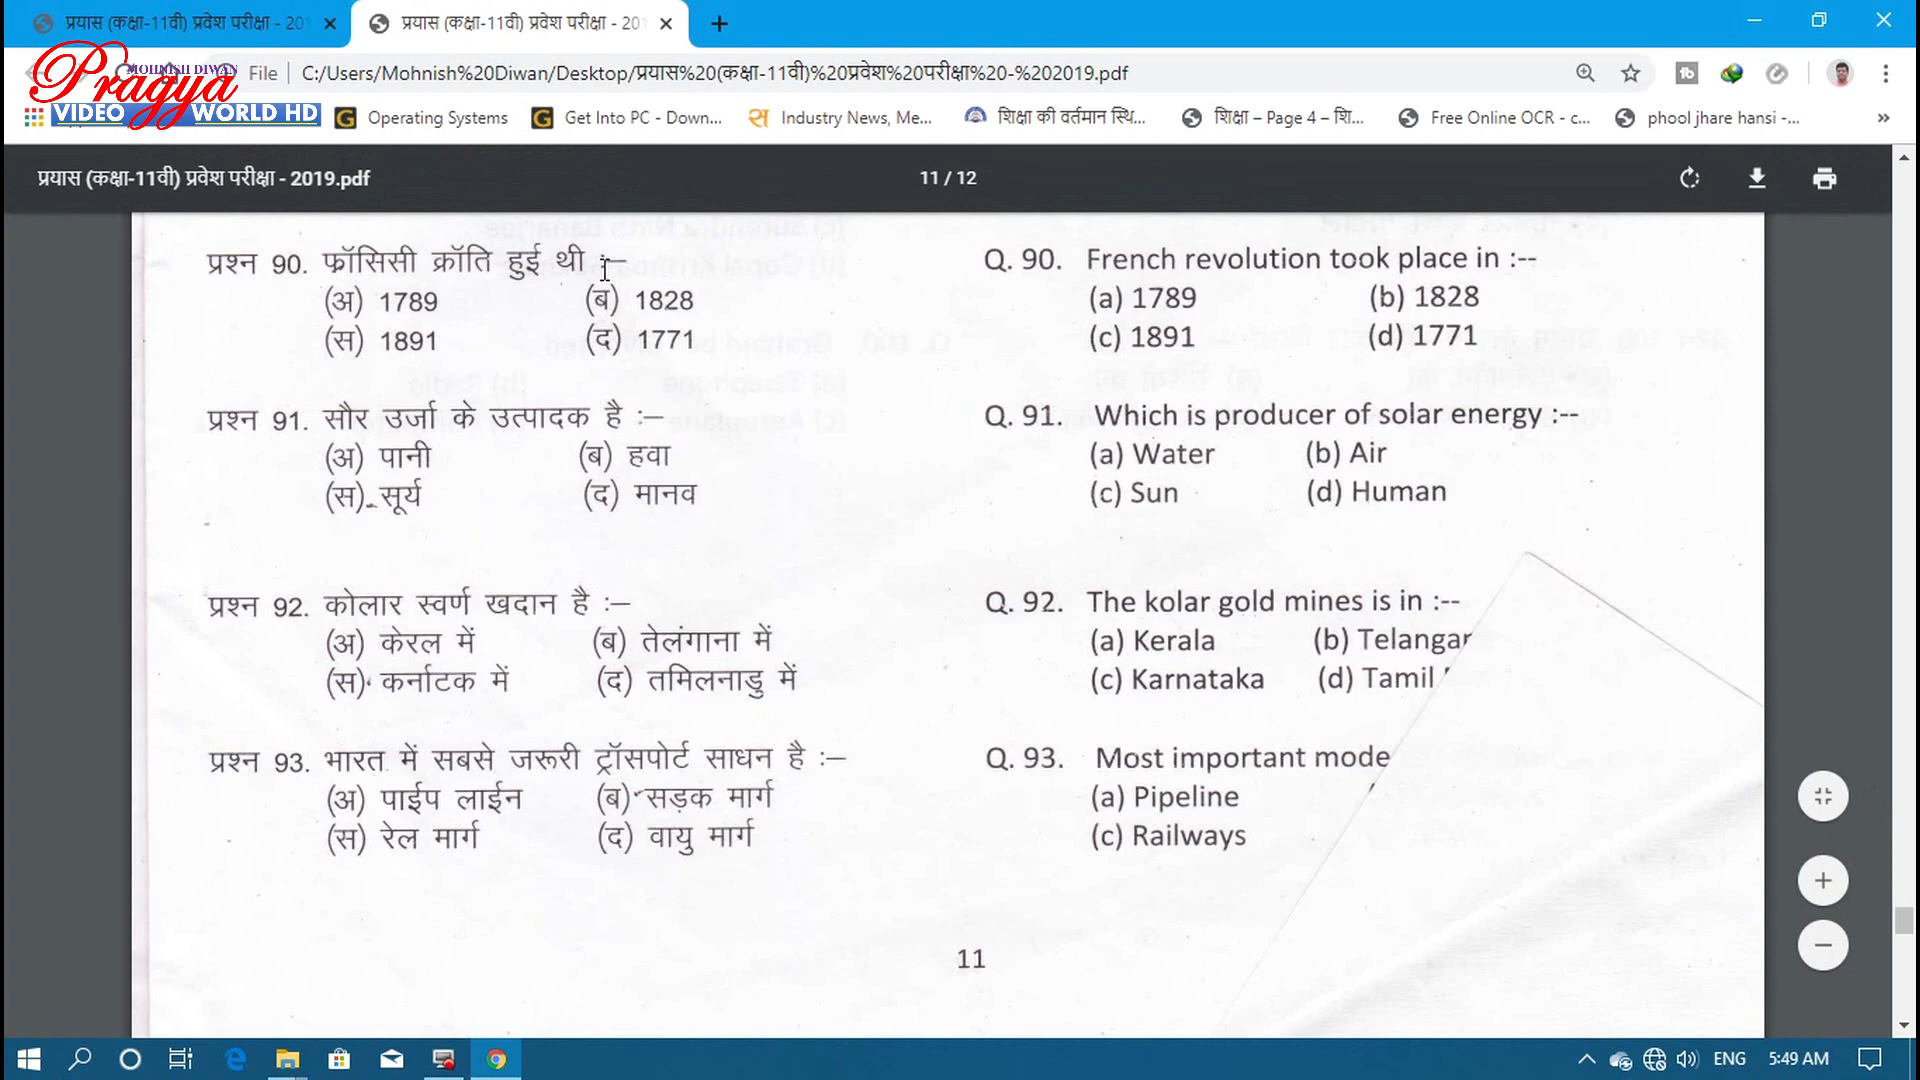 प्रयास (कक्षा-11वी) प्रवेश परीक्षा - 201
प्रयास (कक्षा-11वी) प्रवेश परीक्षा - 201
Pragya
MOHNISH DIWAN
VIDEO WORLD HD
File
C:/Users/Mohnish%20Diwan/Desktop/प्रयास%20(कक्षा-11वी)%20प्रवेश%20परीक्षा%20-%202019.pdf
Operating Systems
Get Into PC - Down...
Industry News, Me...
शिक्षा की वर्तमान स्थि...
शिक्षा – Page 4 – शि...
Free Online OCR - c...
phool jhare hansi -...
प्रयास (कक्षा-11वी) प्रवेश परीक्षा - 2019.pdf
11 / 12
प्रश्न 90. फॉसिसी क्रॉति हुई थी :—
(अ) 1789 (ब) 1828
(स) 1891 (द) 1771
प्रश्न 91. सौर उर्जा के उत्पादक है :—
(अ) पानी (ब) हवा
(स) सूर्य (द) मानव
प्रश्न 92. कोलार स्वर्ण खदान है :—
(अ) केरल में (ब) तेलंगाना में
(स) कर्नाटक में (द) तमिलनाडु में
प्रश्न 93. भारत में सबसे जरूरी ट्रॉसपोर्ट साधन है :—
(अ) पाईप लाईन (ब) सड़क मार्ग
(स) रेल मार्ग (द) वायु मार्ग
Q. 90. French revolution took place in :--
(a) 1789 (b) 1828
(c) 1891 (d) 1771
Q. 91. Which is producer of solar energy :--
(a) Water (b) Air
(c) Sun (d) Human
Q. 92. The kolar gold mines is in :--
(a) Kerala (b) Telangan
(c) Karnataka (d) Tamil
Q. 93. Most important mode
(a) Pipeline
(c) Railways
11
ENG
5:49 AM